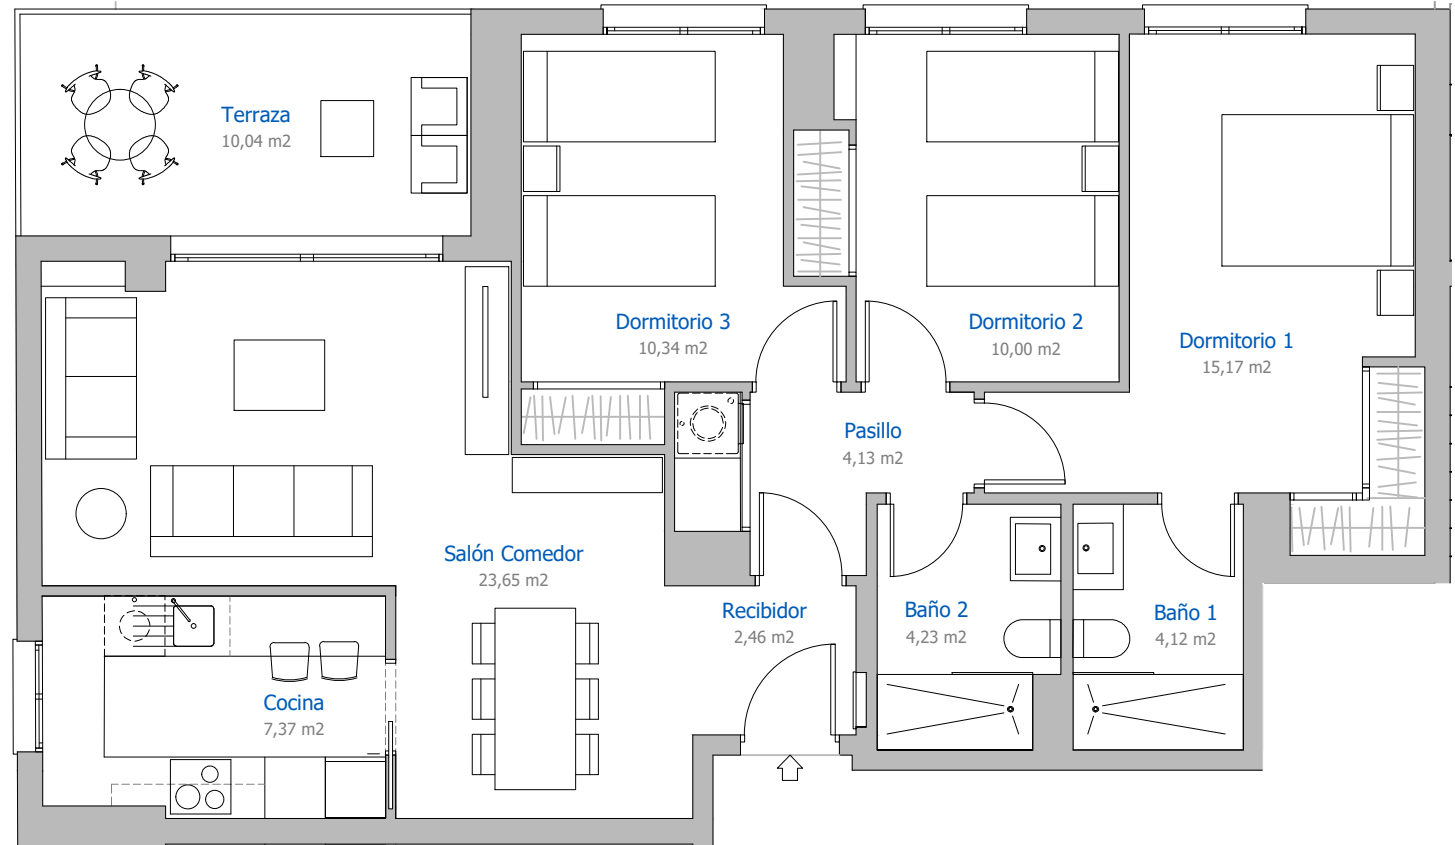 Terraza
10,04 m2
Dormitorio 3
10,34 m2
Dormitorio 2
10,00 m2
Dormitorio 1
15,17 m2
Pasillo
4,13 m2
Salón Comedor
23,65 m2
Recibidor
2,46 m2
Baño 2
4,23 m2
Baño 1
4,12 m2
Cocina
7,37 m2